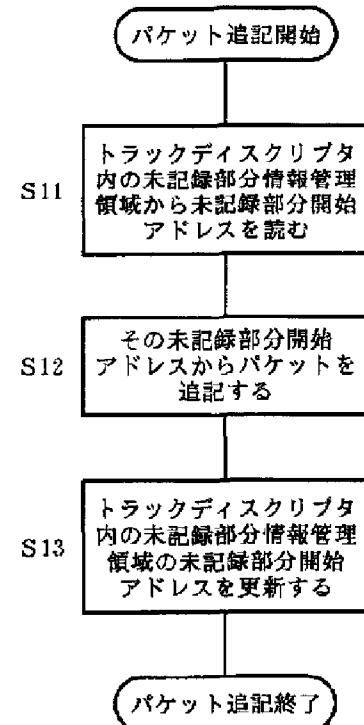 パケット追記開始
S11
トラックディスクリプタ
内の未記録部分情報管理
領域から未記録部分開始
アドレスを読む
S12
その未記録部分開始
アドレスからパケットを
追記する
S13
トラックディスクリプタ
内の未記録部分情報管理
領域の未記録部分開始
アドレスを更新する
パケット追記終了